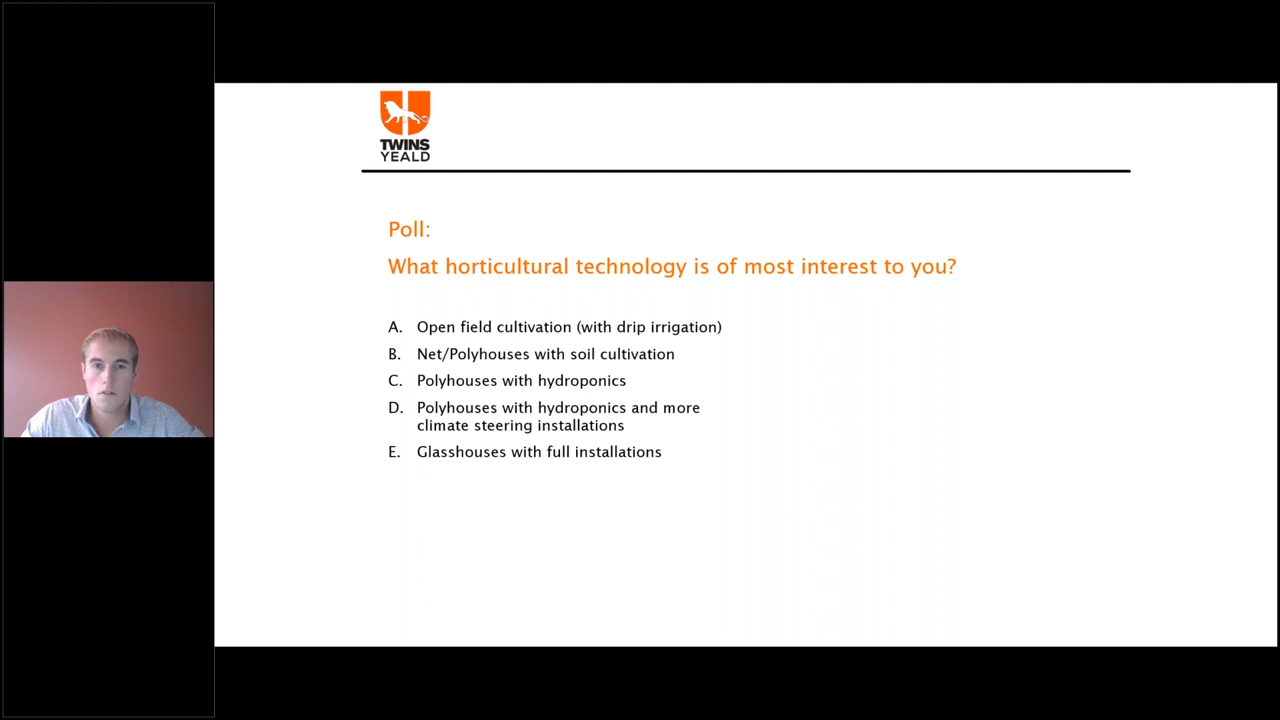 TWINS
YEALD
Poll:
What horticultural technology is of most interest to you?
A. Open field cultivation (with drip irrigation)
B. Net/Polyhouses with soil cultivation
C. Polyhouses with hydroponics
D. Polyhouses with hydroponics and more
climate steering installations
E. Glasshouses with full installations